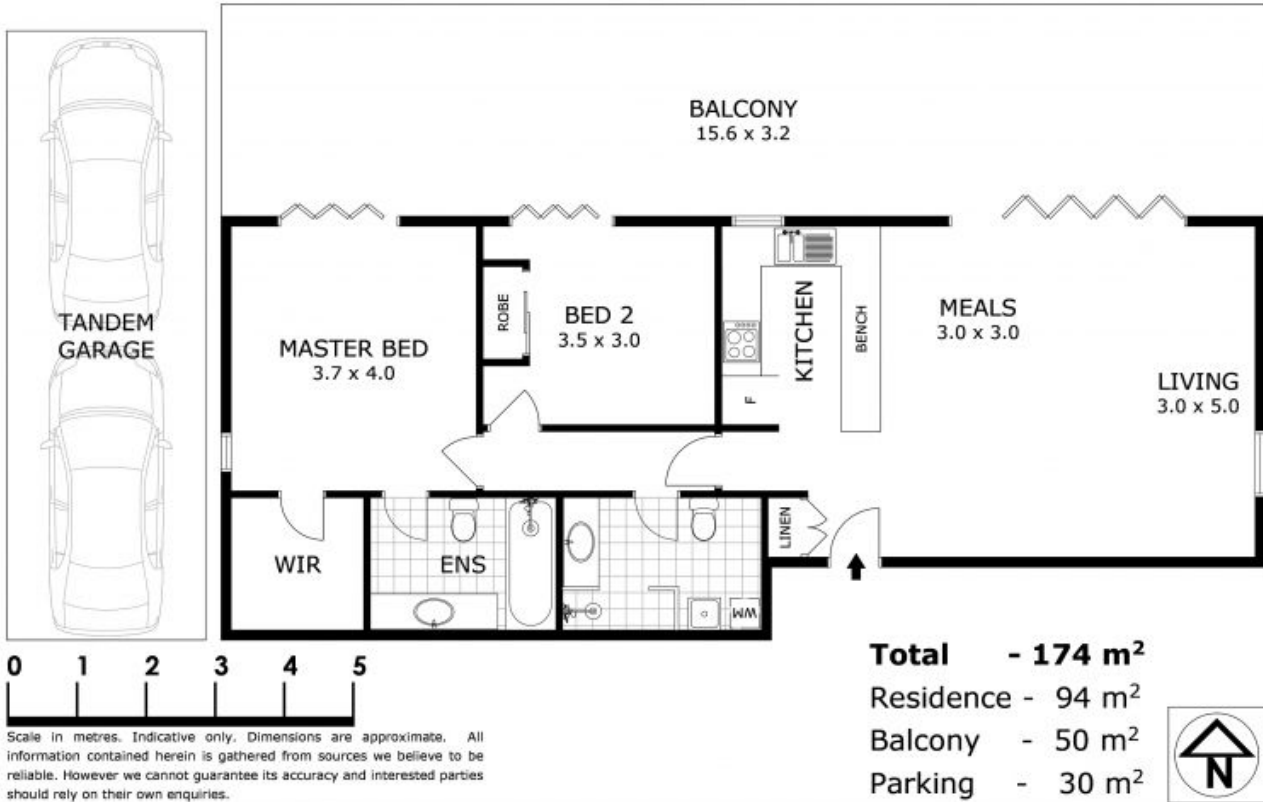 BALCONY
15.6 x 3.2
TANDEM
GARAGE
MASTER BED
3.7 x 4.0
ROBE
BED 2
3.5 x 3.0
KITCHEN
BENCH
F
MEALS
3.0 x 3.0
LIVING
3.0 x 5.0
WIR
ENS
WM
LINEN
0 1 2 3 4 5
Scale in metres. Indicative only. Dimensions are approximate. All
information contained herein is gathered from sources we believe to be
reliable. However we cannot guarantee its accuracy and interested parties
should rely on their own enquiries.
Total - 174 m²
Residence - 94 m²
Balcony - 50 m²
Parking - 30 m²
N